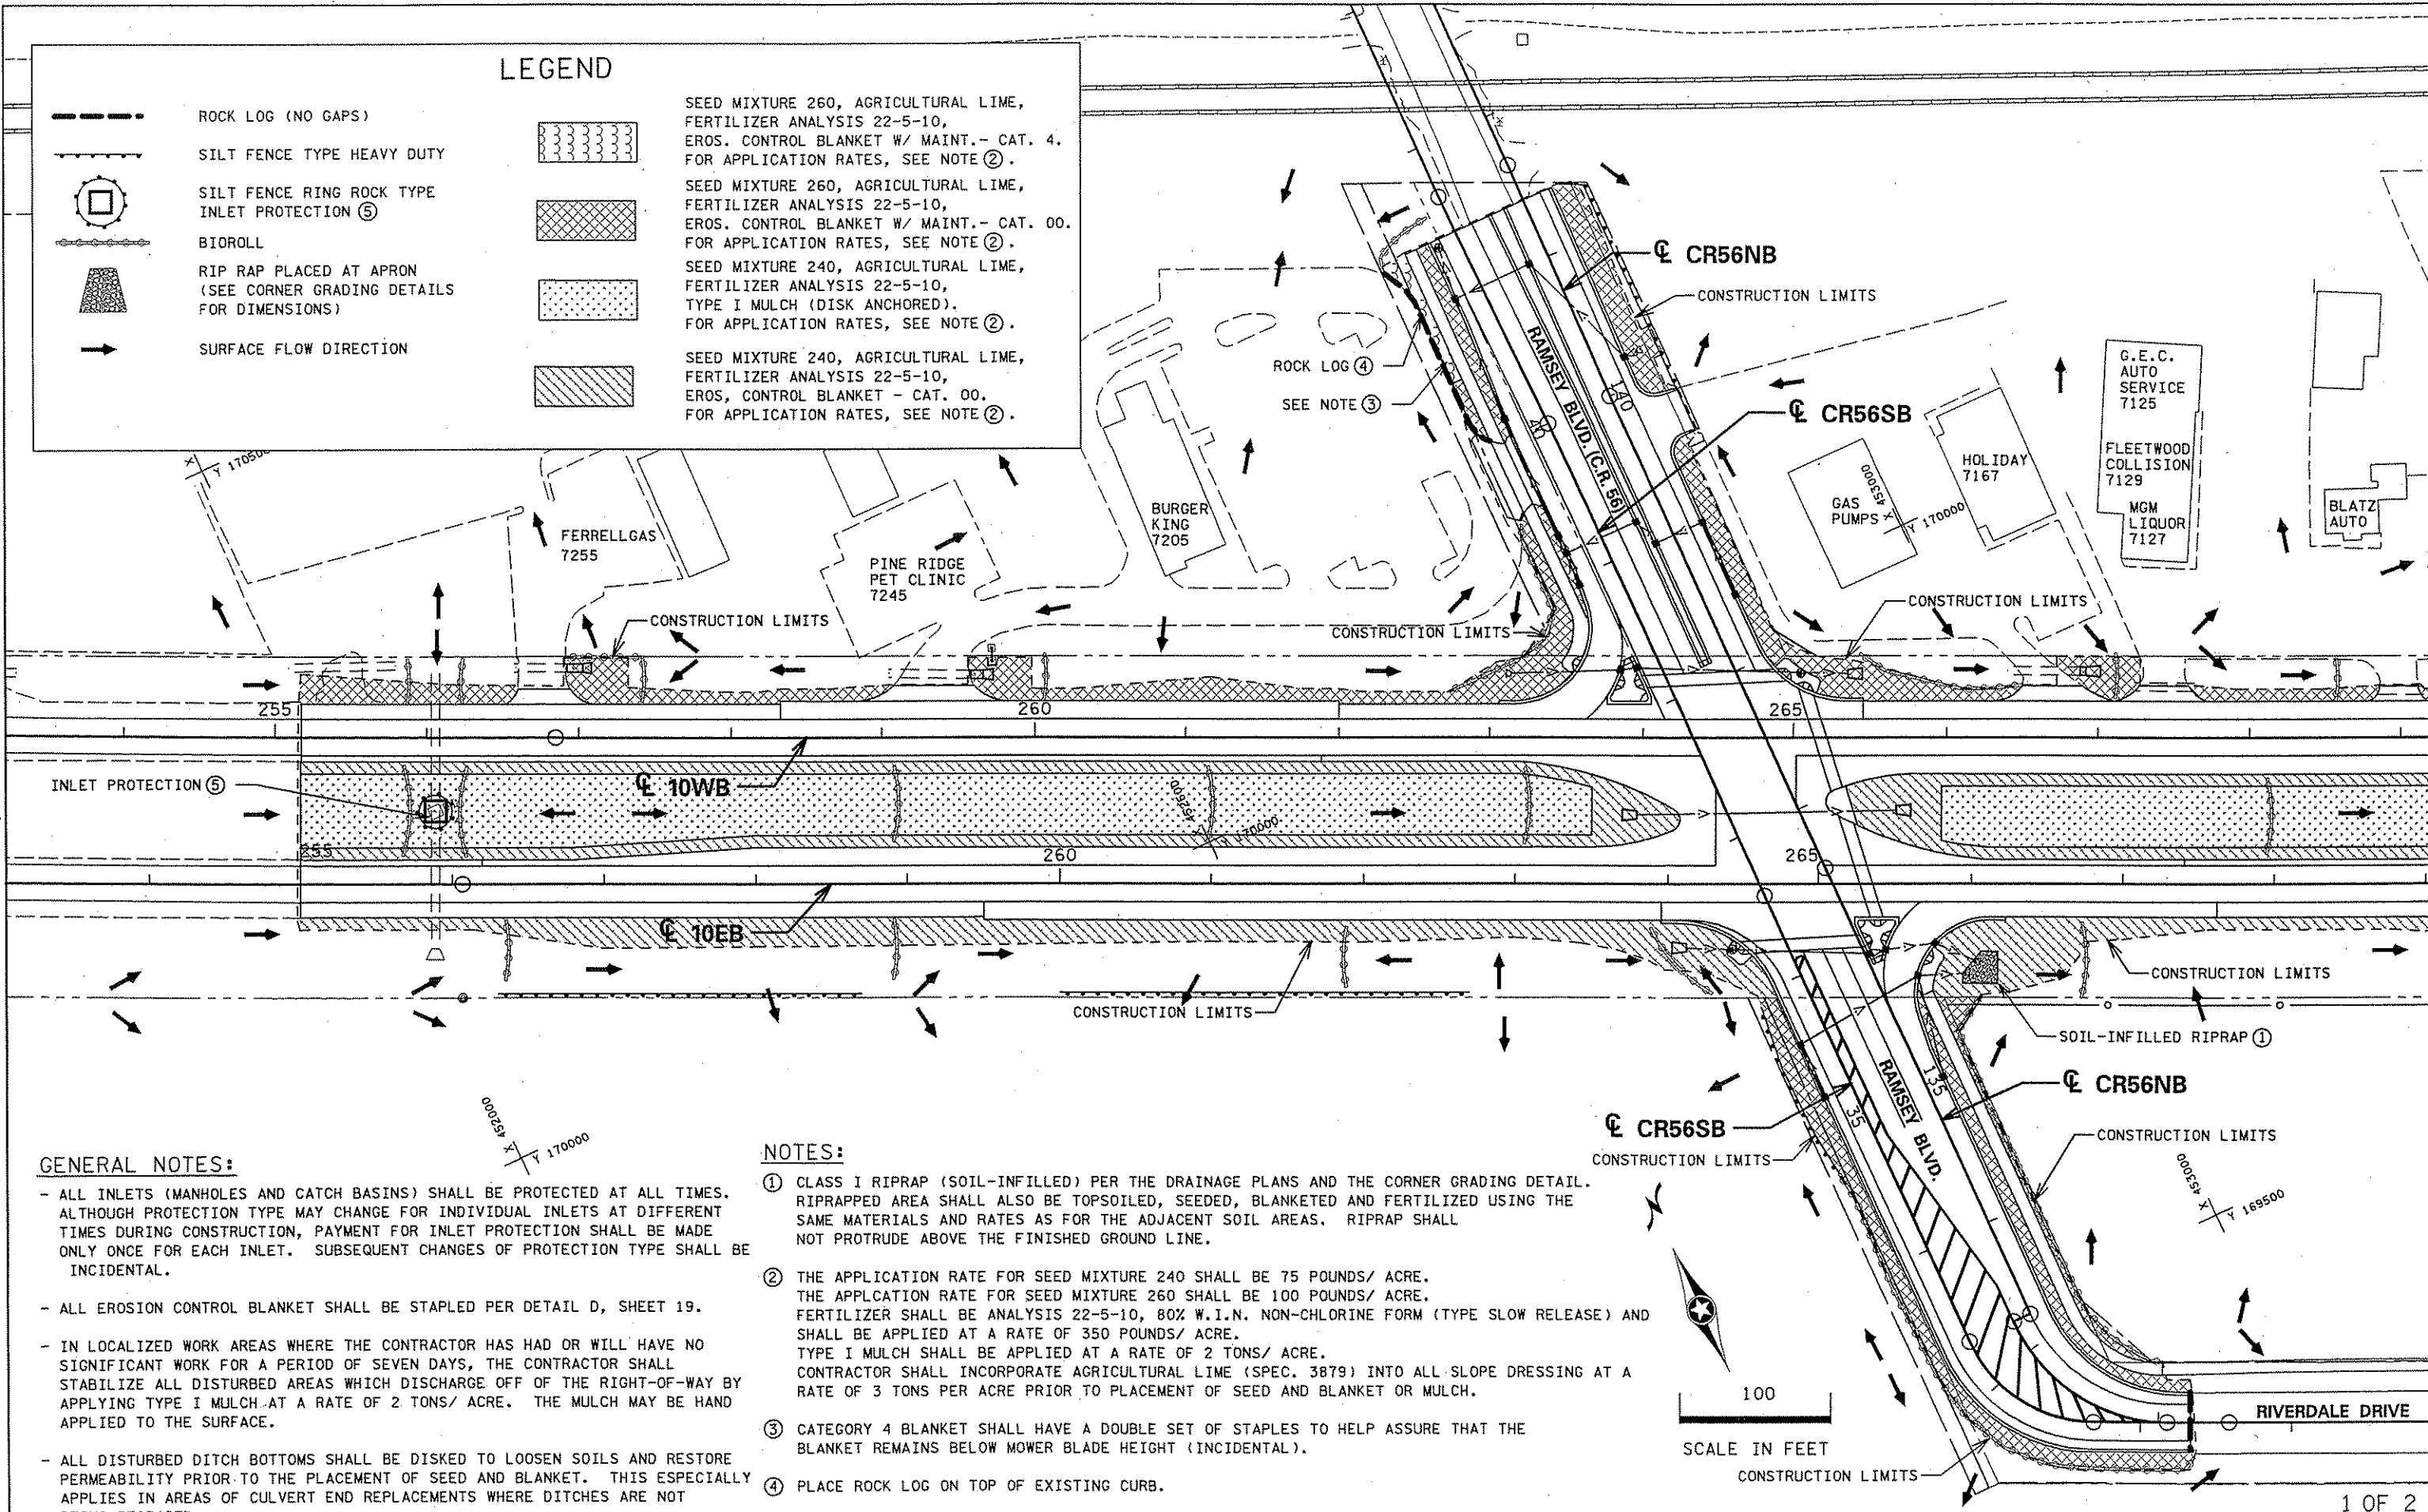 LEGEND
ROCK LOG (NO GAPS)
SILT FENCE TYPE HEAVY DUTY
SILT FENCE RING ROCK TYPE
INLET PROTECTION ⑤
BIOROLL
RIP RAP PLACED AT APRON
(SEE CORNER GRADING DETAILS
FOR DIMENSIONS)
SURFACE FLOW DIRECTION
SEED MIXTURE 260, AGRICULTURAL LIME,
FERTILIZER ANALYSIS 22-5-10,
EROS. CONTROL BLANKET W/ MAINT.- CAT. 4.
FOR APPLICATION RATES, SEE NOTE ②.
SEED MIXTURE 260, AGRICULTURAL LIME,
FERTILIZER ANALYSIS 22-5-10,
EROS. CONTROL BLANKET W/ MAINT.- CAT. 00.
FOR APPLICATION RATES, SEE NOTE ②.
SEED MIXTURE 240, AGRICULTURAL LIME,
FERTILIZER ANALYSIS 22-5-10,
TYPE I MULCH (DISK ANCHORED).
FOR APPLICATION RATES, SEE NOTE ②.
SEED MIXTURE 240, AGRICULTURAL LIME,
FERTILIZER ANALYSIS 22-5-10,
EROS, CONTROL BLANKET - CAT. 00.
FOR APPLICATION RATES, SEE NOTE ②.
℄ CR56NB
CONSTRUCTION LIMITS
ROCK LOG ④
SEE NOTE ③
RAMSEY BLVD. (C.R. 56)
140
40
℄ CR56SB
G.E.C.
AUTO
SERVICE
7125
FLEETWOOD
COLLISION
7129
MGM
LIQUOR
7127
HOLIDAY
7167
GAS
PUMPS
X 453000
Y 170000
BLATZ
AUTO
X
Y 170500
FERRELLGAS
7255
PINE RIDGE
PET CLINIC
7245
BURGER
KING
7205
CONSTRUCTION LIMITS
CONSTRUCTION LIMITS
CONSTRUCTION LIMITS
255
260
265
INLET PROTECTION ⑤
℄ 10WB
X 452500
Y 170000
255
260
265
℄ 10EB
CONSTRUCTION LIMITS
CONSTRUCTION LIMITS
SOIL-INFILLED RIPRAP ①
RAMSEY BLVD.
135
35
℄ CR56NB
℄ CR56SB
CONSTRUCTION LIMITS
CONSTRUCTION LIMITS
X 452000
Y 170000
X 453000
Y 169500
GENERAL NOTES:
- ALL INLETS (MANHOLES AND CATCH BASINS) SHALL BE PROTECTED AT ALL TIMES.
ALTHOUGH PROTECTION TYPE MAY CHANGE FOR INDIVIDUAL INLETS AT DIFFERENT
TIMES DURING CONSTRUCTION, PAYMENT FOR INLET PROTECTION SHALL BE MADE
ONLY ONCE FOR EACH INLET. SUBSEQUENT CHANGES OF PROTECTION TYPE SHALL BE
INCIDENTAL.
- ALL EROSION CONTROL BLANKET SHALL BE STAPLED PER DETAIL D, SHEET 19.
- IN LOCALIZED WORK AREAS WHERE THE CONTRACTOR HAS HAD OR WILL HAVE NO
SIGNIFICANT WORK FOR A PERIOD OF SEVEN DAYS, THE CONTRACTOR SHALL
STABILIZE ALL DISTURBED AREAS WHICH DISCHARGE OFF OF THE RIGHT-OF-WAY BY
APPLYING TYPE I MULCH AT A RATE OF 2 TONS/ ACRE. THE MULCH MAY BE HAND
APPLIED TO THE SURFACE.
- ALL DISTURBED DITCH BOTTOMS SHALL BE DISKED TO LOOSEN SOILS AND RESTORE
PERMEABILITY PRIOR TO THE PLACEMENT OF SEED AND BLANKET. THIS ESPECIALLY
APPLIES IN AREAS OF CULVERT END REPLACEMENTS WHERE DITCHES ARE NOT
NOTES:
① CLASS I RIPRAP (SOIL-INFILLED) PER THE DRAINAGE PLANS AND THE CORNER GRADING DETAIL.
RIPRAPPED AREA SHALL ALSO BE TOPSOILED, SEEDED, BLANKETED AND FERTILIZED USING THE
SAME MATERIALS AND RATES AS FOR THE ADJACENT SOIL AREAS. RIPRAP SHALL
NOT PROTRUDE ABOVE THE FINISHED GROUND LINE.
② THE APPLICATION RATE FOR SEED MIXTURE 240 SHALL BE 75 POUNDS/ ACRE.
THE APPLCATION RATE FOR SEED MIXTURE 260 SHALL BE 100 POUNDS/ ACRE.
FERTILIZER SHALL BE ANALYSIS 22-5-10, 80% W.I.N. NON-CHLORINE FORM (TYPE SLOW RELEASE) AND
SHALL BE APPLIED AT A RATE OF 350 POUNDS/ ACRE.
TYPE I MULCH SHALL BE APPLIED AT A RATE OF 2 TONS/ ACRE.
CONTRACTOR SHALL INCORPORATE AGRICULTURAL LIME (SPEC. 3879) INTO ALL SLOPE DRESSING AT A
RATE OF 3 TONS PER ACRE PRIOR TO PLACEMENT OF SEED AND BLANKET OR MULCH.
③ CATEGORY 4 BLANKET SHALL HAVE A DOUBLE SET OF STAPLES TO HELP ASSURE THAT THE
BLANKET REMAINS BELOW MOWER BLADE HEIGHT (INCIDENTAL).
④ PLACE ROCK LOG ON TOP OF EXISTING CURB.
100
SCALE IN FEET
CONSTRUCTION LIMITS
RIVERDALE DRIVE
1 OF 2